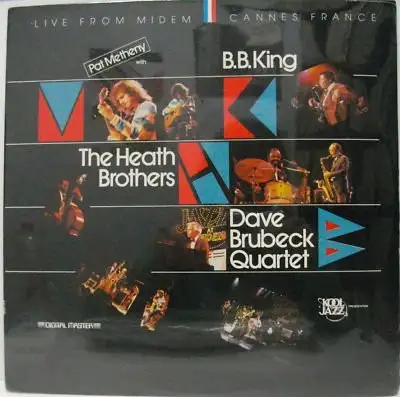 LIVE FROM MIDEM CANNES FRANCE
Pat Metheny with
B.B.King
M K
The Heath
Brothers
H
Dave
Brubeck
Quartet
B
DIGITAL MASTER
KOOL
JAZZ